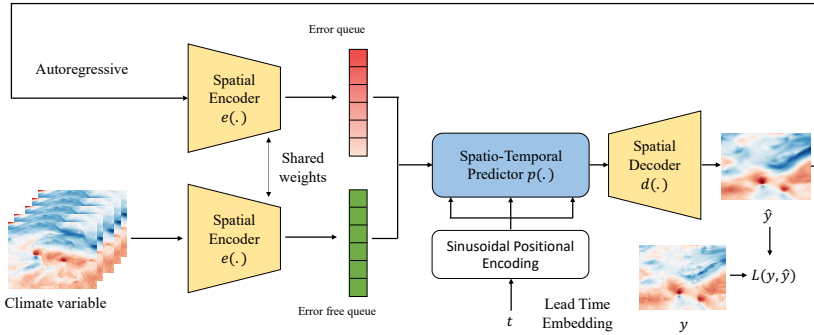 Error queue
Autoregressive
Spatial
Encoder
e(.)
Shared
weights
Spatio-Temporal
Predictor p(.)
Spatial
Decoder
d(.)
Spatial
Encoder
e(.)
ŷ
Sinusoidal Positional
Encoding
L(y, ŷ)
Climate variable
Error free queue
t
Lead Time
Embedding
y